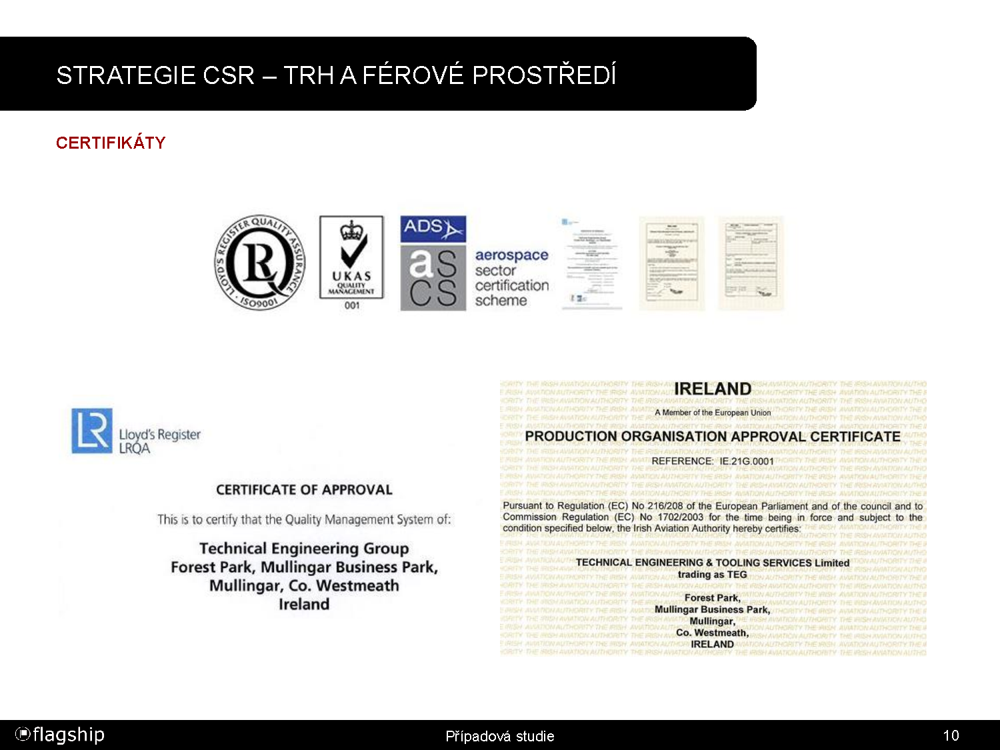 STRATEGIE CSR – TRH A FÉROVÉ PROSTŘEDÍ
CERTIFIKÁTY
LLOYD'S REGISTER QUALITY ASSURANCE
ISO9001
UKAS
QUALITY
MANAGEMENT
001
ADS
as
CS
aerospace
sector
certification
scheme
LR
Lloyd's Register
LRQA
CERTIFICATE OF APPROVAL
This is to certify that the Quality Management System of:
Technical Engineering Group
Forest Park, Mullingar Business Park,
Mullingar, Co. Westmeath
Ireland
IRELAND
A Member of the European Union
PRODUCTION ORGANISATION APPROVAL CERTIFICATE
REFERENCE: IE.21G.0001
Pursuant to Regulation (EC) No 216/208 of the European Parliament and of the council and to
Commission Regulation (EC) No 1702/2003 for the time being in force and subject to the
condition specified below, the Irish Aviation Authority hereby certifies:
TECHNICAL ENGINEERING & TOOLING SERVICES Limited
trading as TEG
Forest Park,
Mullingar Business Park,
Mullingar,
Co. Westmeath,
IRELAND
flagship
Případová studie
10